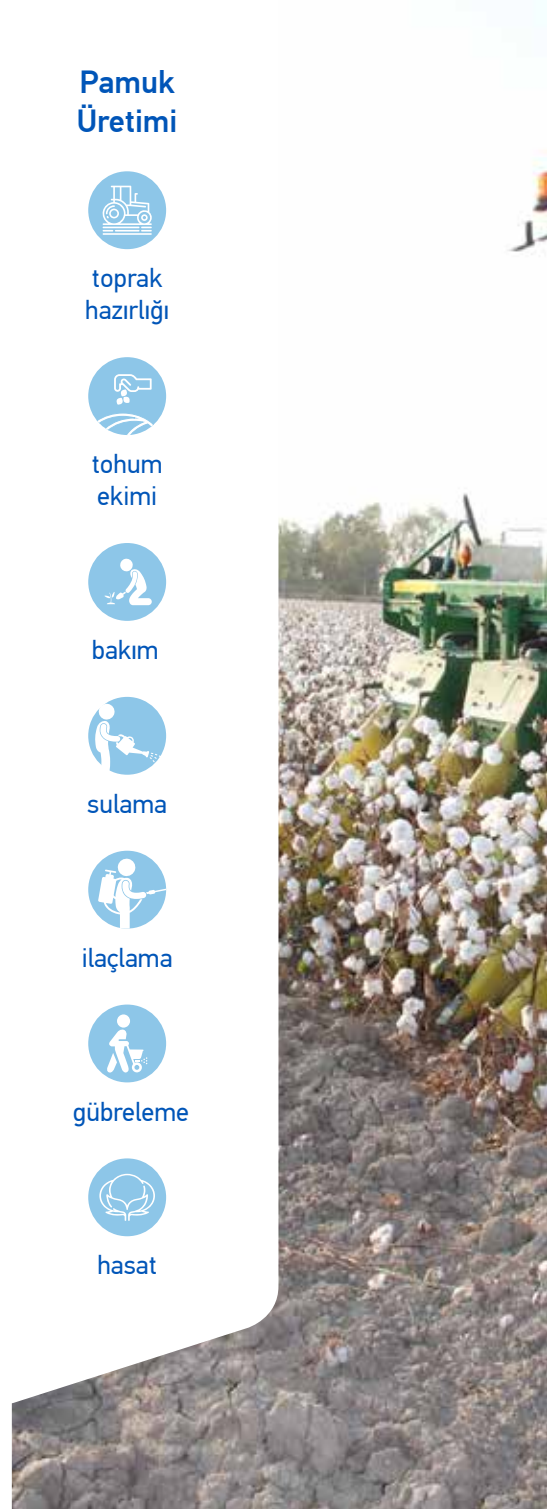 Pamuk
Üretimi
toprak
hazırlığı
tohum
ekimi
bakım
sulama
ilaçlama
gübreleme
hasat